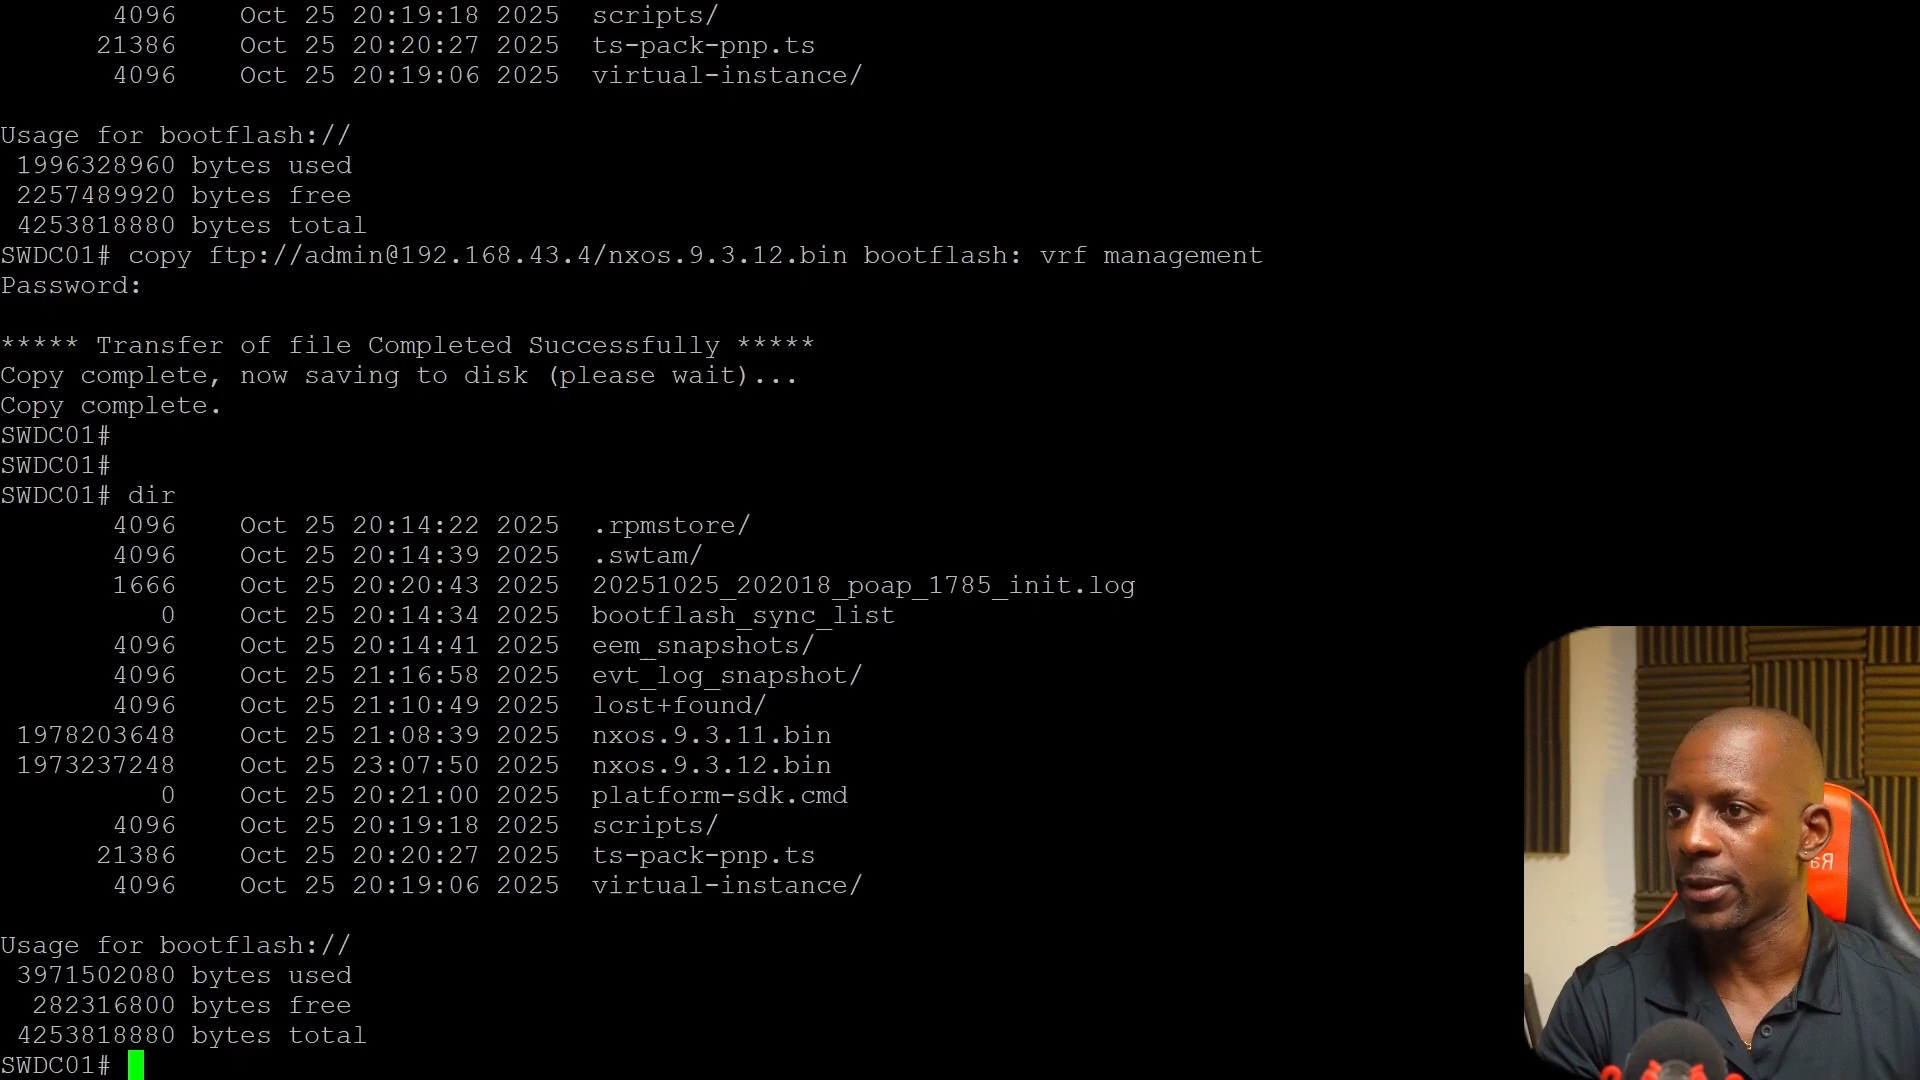 4096    Oct 25 20:19:18 2025  scripts/
21386    Oct 25 20:20:27 2025  ts-pack-pnp.ts
4096    Oct 25 20:19:06 2025  virtual-instance/
Usage for bootflash://
1996328960 bytes used
2257489920 bytes free
4253818880 bytes total
SWDC01# copy ftp://admin@192.168.43.4/nxos.9.3.12.bin bootflash: vrf management
Password:
***** Transfer of file Completed Successfully *****
Copy complete, now saving to disk (please wait)...
Copy complete.
SWDC01#
SWDC01#
SWDC01# dir
4096    Oct 25 20:14:22 2025  .rpmstore/
4096    Oct 25 20:14:39 2025  .swtam/
1666    Oct 25 20:20:43 2025  20251025_202018_poap_1785_init.log
0    Oct 25 20:14:34 2025  bootflash_sync_list
4096    Oct 25 20:14:41 2025  eem_snapshots/
4096    Oct 25 21:16:58 2025  evt_log_snapshot/
4096    Oct 25 21:10:49 2025  lost+found/
1978203648    Oct 25 21:08:39 2025  nxos.9.3.11.bin
1973237248    Oct 25 23:07:50 2025  nxos.9.3.12.bin
0    Oct 25 20:21:00 2025  platform-sdk.cmd
4096    Oct 25 20:19:18 2025  scripts/
21386    Oct 25 20:20:27 2025  ts-pack-pnp.ts
4096    Oct 25 20:19:06 2025  virtual-instance/
Usage for bootflash://
3971502080 bytes used
282316800 bytes free
4253818880 bytes total
SWDC01#